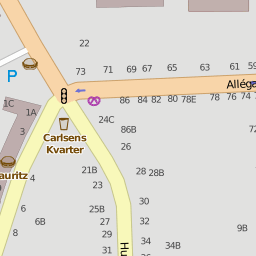 22
73 71 69 67 65 63 61 59
P
Allég
86 84 82 80 78E 78 76 74
1C
1A
24C
86B
Carlsens
Kvarter
26
3
21B
28 28B
auritz
4
23
30
6
25B
6B
27
32
8
29
9B
31
34 34B
Hu